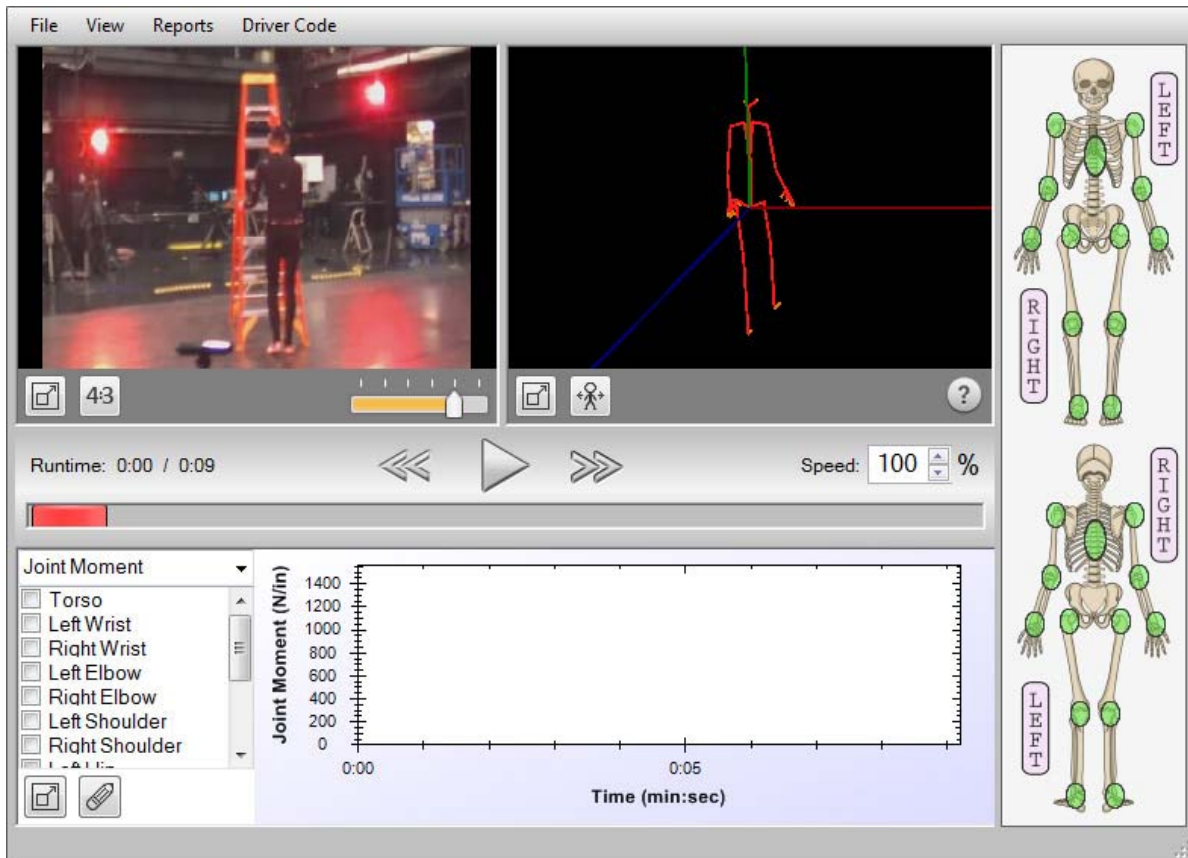 File View Reports Driver Code
4:3
?
Runtime: 0:00 / 0:09
Speed: 100 %
LEFT
RIGHT
RIGHT
LEFT
Joint Moment
Torso
Left Wrist
Right Wrist
Left Elbow
Right Elbow
Left Shoulder
Right Shoulder
Left Hip
Joint Moment (N/in)
1400
1200
1000
800
600
400
200
0
0:00 0:05
Time (min:sec)